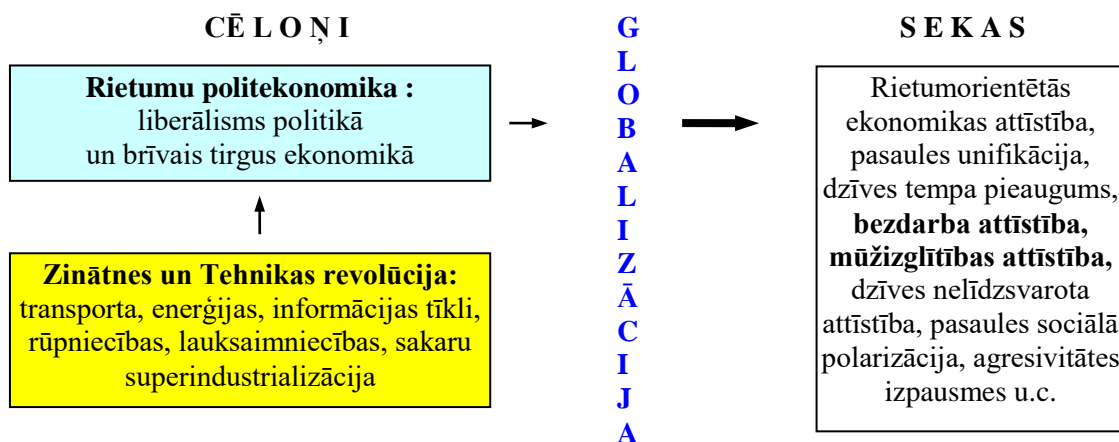 CĒLOŅI
Rietumu politekonomika :
liberālisms politikā
un brīvais tirgus ekonomikā
Zinātnes un Tehnikas revolūcija:
transporta, enerģijas, informācijas tīkli,
rūpniecības, lauksaimniecības, sakaru
superindustrializācija
G
L
O
B
A
L
I
Z
Ā
C
I
J
A
SEKAS
Rietumorientētās
ekonomikas attīstība,
pasaules unifikācija,
dzīves tempa pieaugums,
bezdarba attīstība,
mūžizglītības attīstība,
dzīves nelīdzsvarota
attīstība, pasaules sociālā
polarizācija, agresivitātes
izpausmes u.c.